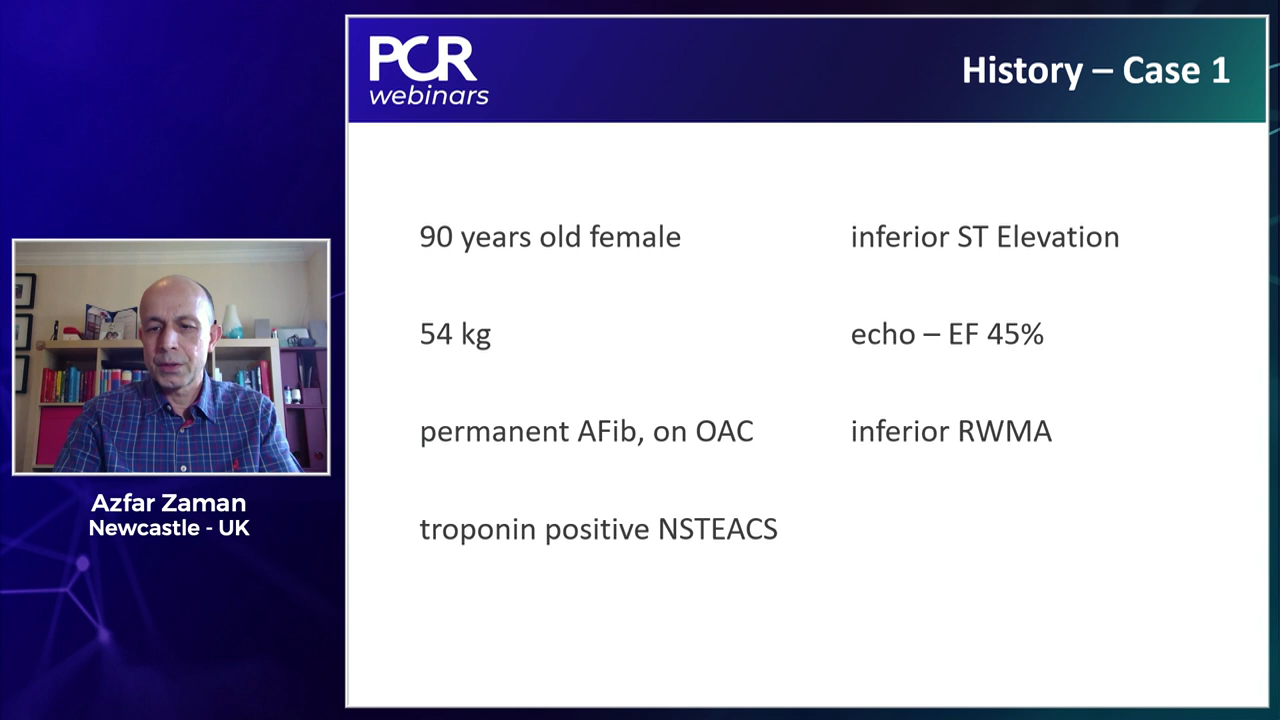 PCR
webinars
History – Case 1
90 years old female
54 kg
permanent AFib, on OAC
troponin positive NSTEACS
inferior ST Elevation
echo – EF 45%
inferior RWMA
Azfar Zaman
Newcastle - UK